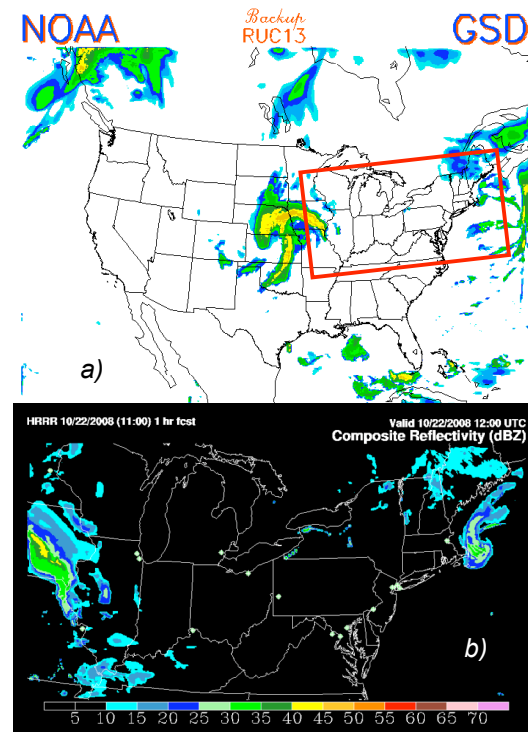 NOAA
Backup
RUC13
GSD
a)
HRRR 10/22/2008 (11:00) 1 hr fcst
Valid 10/22/2008 12:00 UTC
Composite Reflectivity (dBZ)
b)
5 10 15 20 25 30 35 40 45 50 55 60 65 70